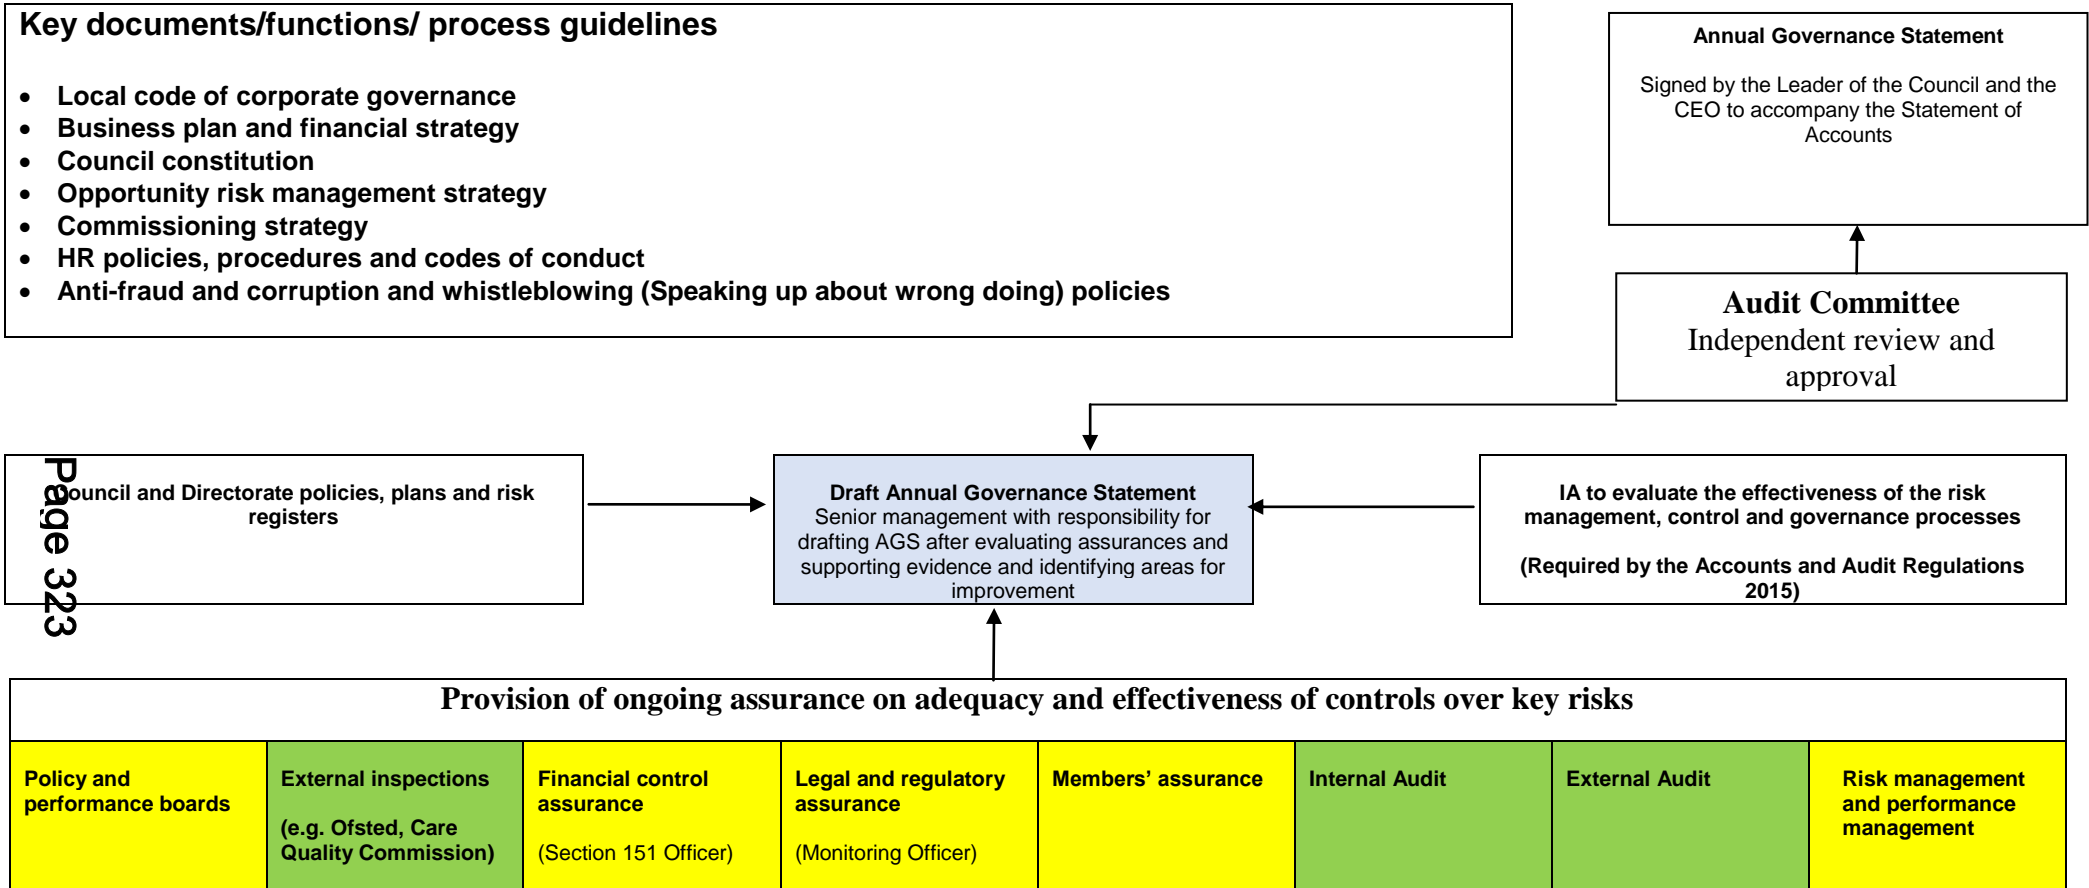 Key documents/functions/ process guidelines
• Local code of corporate governance
• Business plan and financial strategy
• Council constitution
• Opportunity risk management strategy
• Commissioning strategy
• HR policies, procedures and codes of conduct
• Anti-fraud and corruption and whistleblowing (Speaking up about wrong doing) policies
Annual Governance Statement
Signed by the Leader of the Council and the
CEO to accompany the Statement of
Accounts
Audit Committee
Independent review and
approval
Page 323
Council and Directorate policies, plans and risk
registers
Draft Annual Governance Statement
Senior management with responsibility for
drafting AGS after evaluating assurances and
supporting evidence and identifying areas for
improvement
IA to evaluate the effectiveness of the risk
management, control and governance processes
(Required by the Accounts and Audit Regulations
2015)
Provision of ongoing assurance on adequacy and effectiveness of controls over key risks
Policy and
performance boards
External inspections
(e.g. Ofsted, Care
Quality Commission)
Financial control
assurance
(Section 151 Officer)
Legal and regulatory
assurance
(Monitoring Officer)
Members’ assurance
Internal Audit
External Audit
Risk management
and performance
management